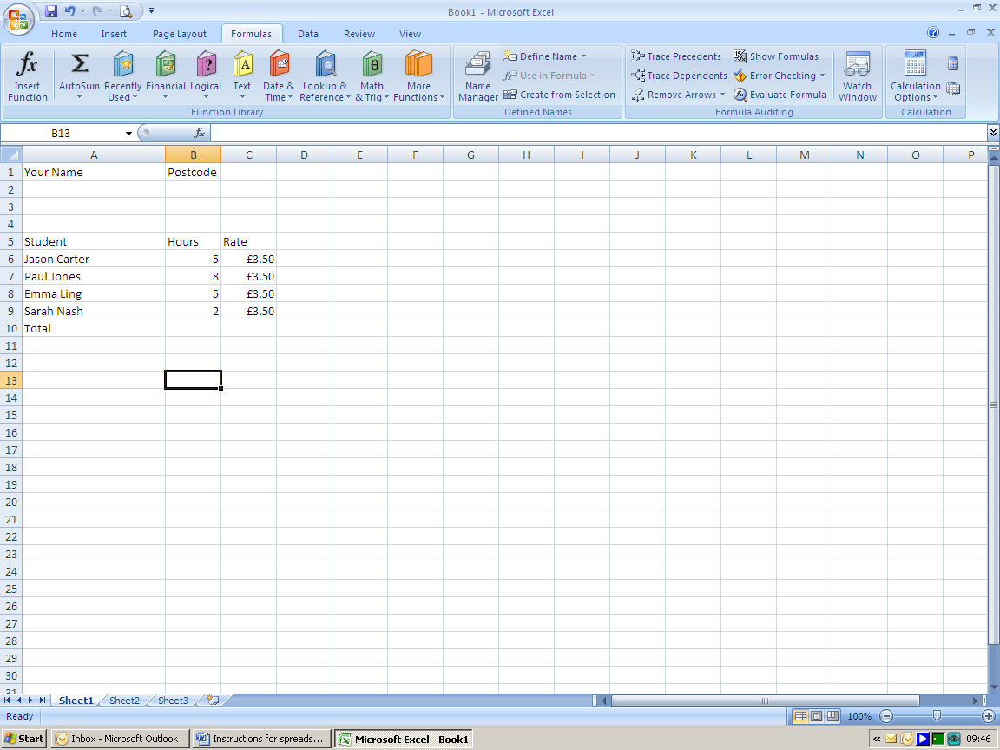 Book1 - Microsoft Excel
Home Insert Page Layout Formulas Data Review View
fx Σ ? A θ
Insert Function
AutoSum
Recently Used
Financial
Logical
Text
Date & Time
Lookup & Reference
Math & Trig
More Functions
Function Library
Name Manager
Define Name
Use in Formula
Create from Selection
Defined Names
Trace Precedents
Trace Dependents
Remove Arrows
Show Formulas
Error Checking
Evaluate Formula
Formula Auditing
Watch Window
Calculation Options
Calculation
B13 fx
A B C D E F G H I J K L M N O P
1 Your Name Postcode
2
3
4
5 Student Hours Rate
6 Jason Carter 5 £3.50
7 Paul Jones 8 £3.50
8 Emma Ling 5 £3.50
9 Sarah Nash 2 £3.50
10 Total
11
12
13
14
15
16
17
18
19
20
21
22
23
24
25
26
27
28
29
30
31
Sheet1 Sheet2 Sheet3
Ready 100%
Start Inbox - Microsoft Outlook Instructions for spreads... Microsoft Excel - Book1 « 09:46